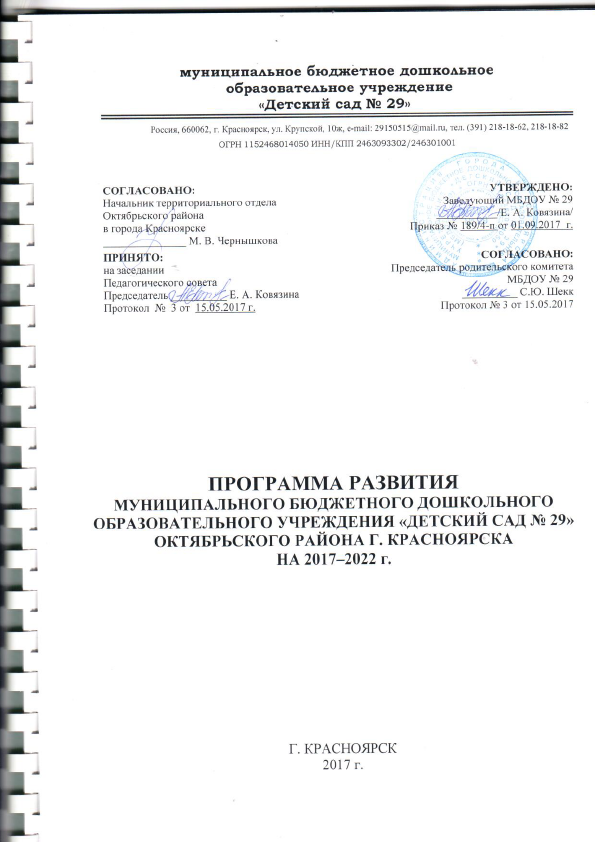 муниципальное бюджетное дошкольное
образовательное учреждение
«Детский сад № 29»
Россия, 660062, г. Красноярск, ул. Крупской, 10ж, e-mail: 29150515@mail.ru, тел. (391) 218-18-62, 218-18-82
ОГРН 1152468014050 ИНН/КПП 2463093302/246301001
СОГЛАСОВАНО:
Начальник территориального отдела
Октябрьского района
в городе Красноярске
М. В. Чернышкова
ПРИНЯТО:
на заседании
Педагогического совета
Председатель Е. А. Ковязина
Протокол № 3 от 15.05.2017 г.
УТВЕРЖДЕНО:
Заведующий МБДОУ № 29
/Е. А. Ковязина/
Приказ № 189/4-п от 01.09.2017 г.
СОГЛАСОВАНО:
Председатель родительского комитета
МБДОУ № 29
Шекк С.Ю. Шекк
Протокол № 3 от 15.05.2017
ПРОГРАММА РАЗВИТИЯ
МУНИЦИПАЛЬНОГО БЮДЖЕТНОГО ДОШКОЛЬНОГО
ОБРАЗОВАТЕЛЬНОГО УЧРЕЖДЕНИЯ «ДЕТСКИЙ САД № 29»
ОКТЯБРЬСКОГО РАЙОНА Г. КРАСНОЯРСКА
НА 2017–2022 г.
Г. КРАСНОЯРСК
2017 г.